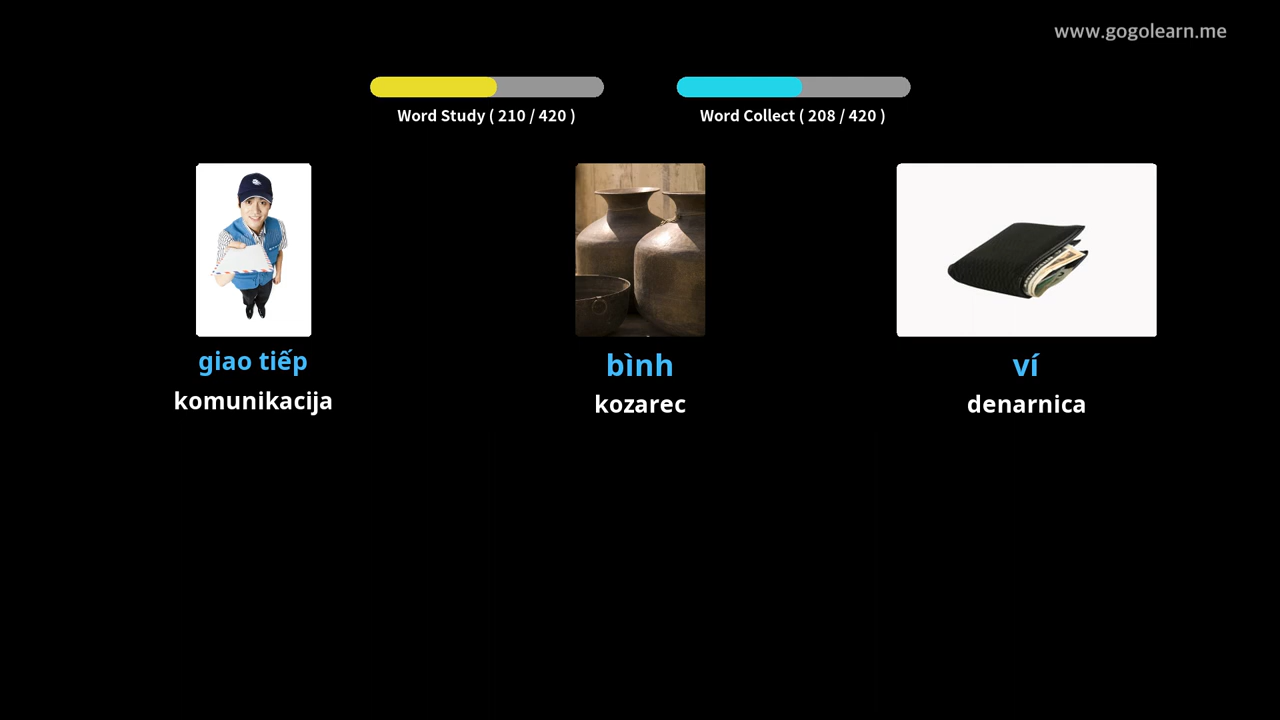 www.gogolearn.me
Word Study ( 210 / 420 )
Word Collect ( 208 / 420 )
giao tiếp
komunikacija
bình
kozarec
ví
denarnica